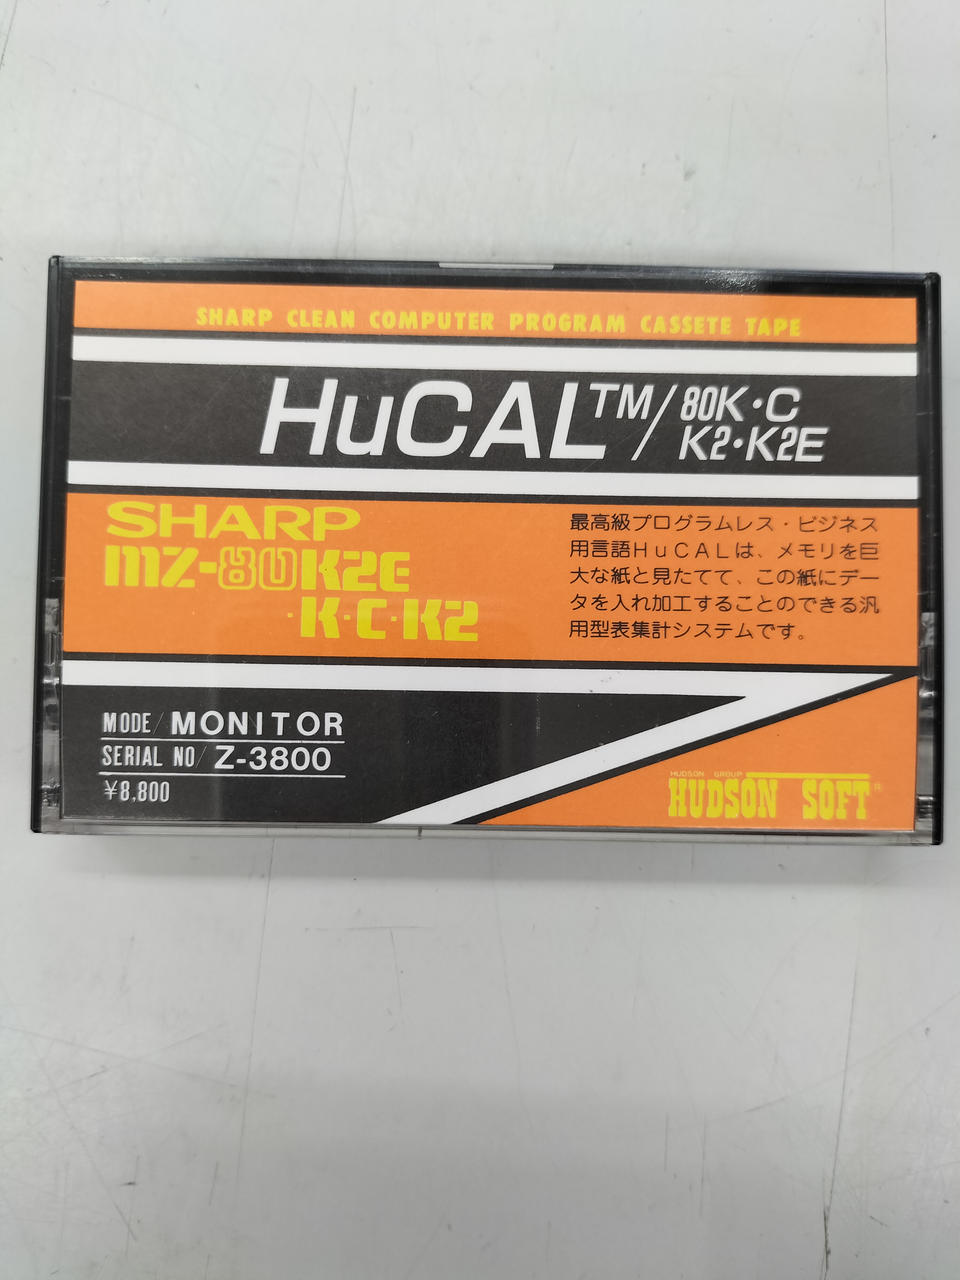 SHARP CLEAN COMPUTER PROGRAM CASSETE TAPE
HuCAL™/80K・C
K2・K2E
SHARP
MZ-80K2E
・K・C・K2
最高級プログラムレス・ビジネス
用言語HuCALは、メモリを巨
大な紙と見たてて、この紙にデー
タを入れ加工することのできる汎
用型表集計システムです。
MODE/MONITOR
SERIAL NO/Z-3800
¥8,800
HUDSON GROUP
HUDSON SOFT®